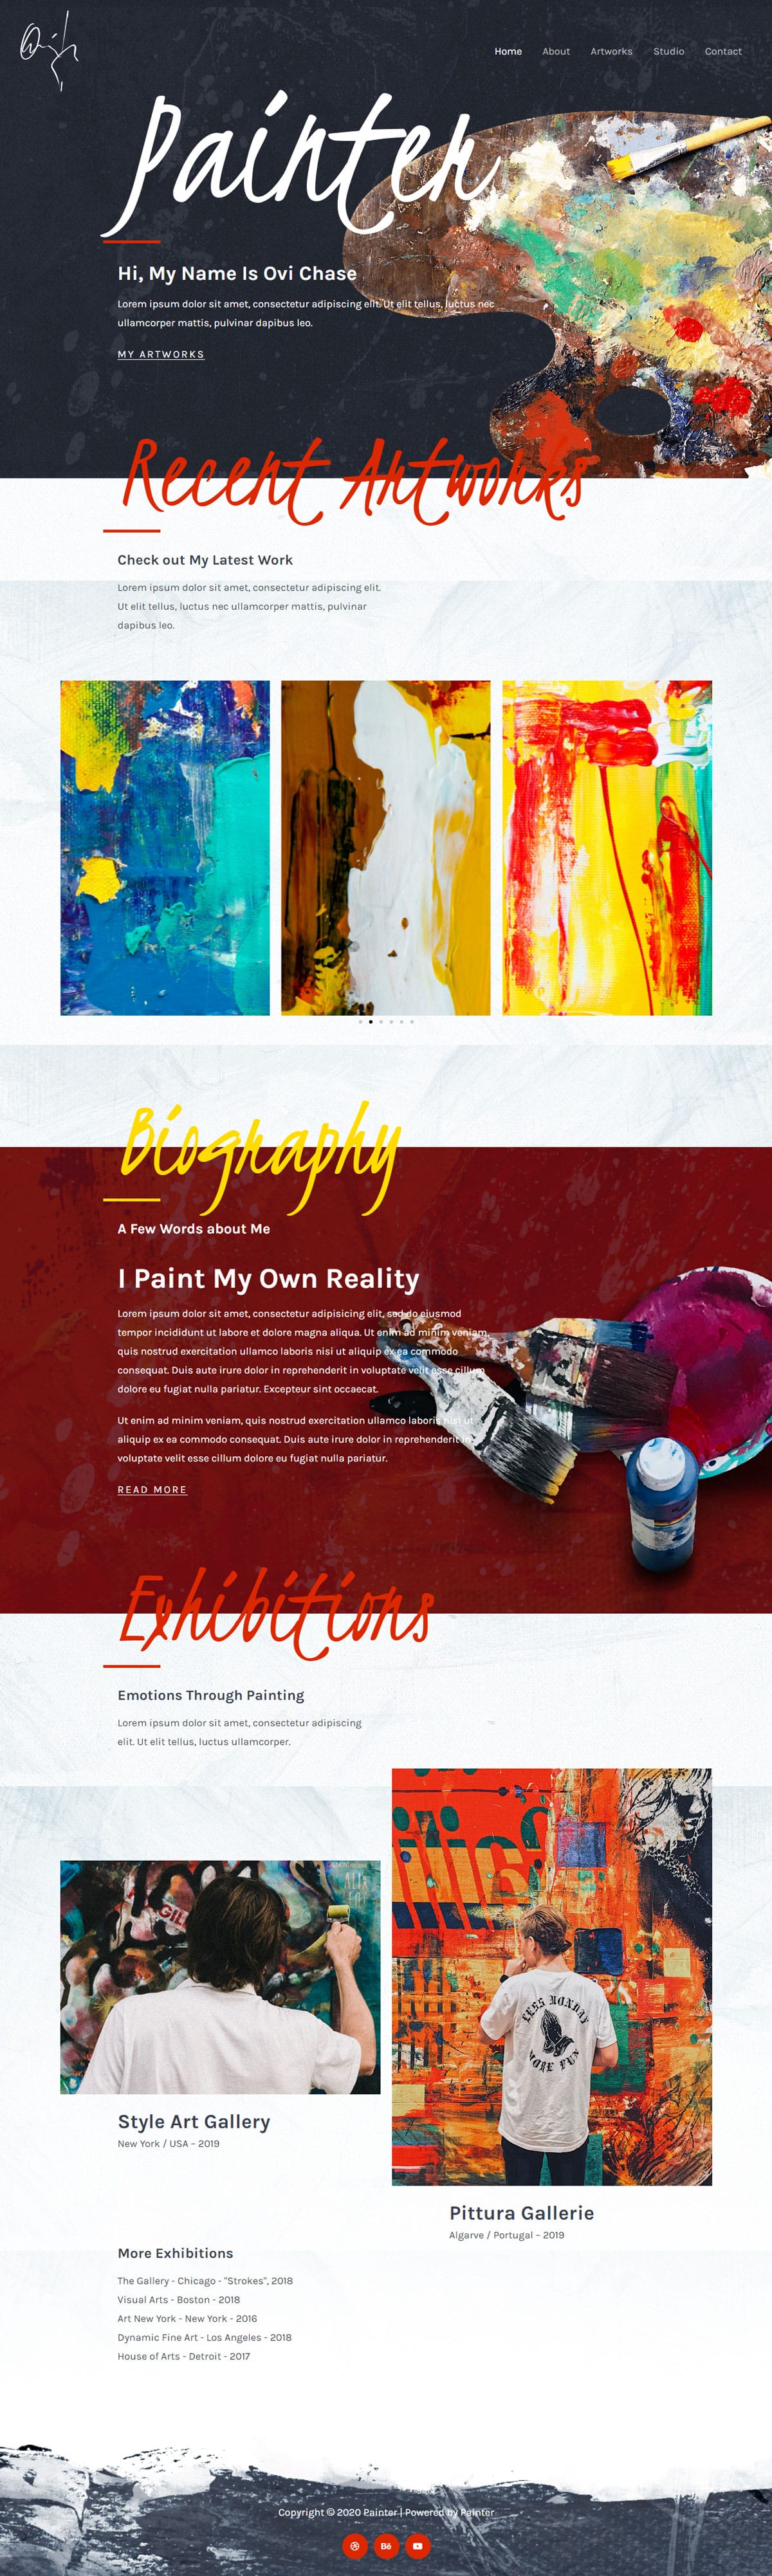 Home About Artworks Studio Contact
Painter
Hi, My Name Is Ovi Chase
Lorem ipsum dolor sit amet, consectetur adipiscing elit. Ut elit tellus, luctus nec
ullamcorper mattis, pulvinar dapibus leo.
MY ARTWORKS
Recent Artworks
Check out My Latest Work
Lorem ipsum dolor sit amet, consectetur adipiscing elit.
Ut elit tellus, luctus nec ullamcorper mattis, pulvinar
dapibus leo.
Biography
A Few Words about Me
I Paint My Own Reality
Lorem ipsum dolor sit amet, consectetur adipisicing elit, sed do eiusmod
tempor incididunt ut labore et dolore magna aliqua. Ut enim ad minim veniam,
quis nostrud exercitation ullamco laboris nisi ut aliquip ex ea commodo
consequat. Duis aute irure dolor in reprehenderit in voluptate velit esse cillum
dolore eu fugiat nulla pariatur. Excepteur sint occaecat.
Ut enim ad minim veniam, quis nostrud exercitation ullamco laboris nisi ut
aliquip ex ea commodo consequat. Duis aute irure dolor in reprehenderit in
voluptate velit esse cillum dolore eu fugiat nulla pariatur.
READ MORE
Exhibitions
Emotions Through Painting
Lorem ipsum dolor sit amet, consectetur adipiscing
elit. Ut elit tellus, luctus ullamcorper.
LESS MONDAY
MORE FUN
Style Art Gallery
New York / USA – 2019
Pittura Gallerie
Algarve / Portugal – 2019
More Exhibitions
The Gallery - Chicago - "Strokes", 2018
Visual Arts - Boston - 2018
Art New York - New York - 2016
Dynamic Fine Art - Los Angeles - 2018
House of Arts - Detroit - 2017
Copyright © 2020 Painter | Powered by Painter
Bē